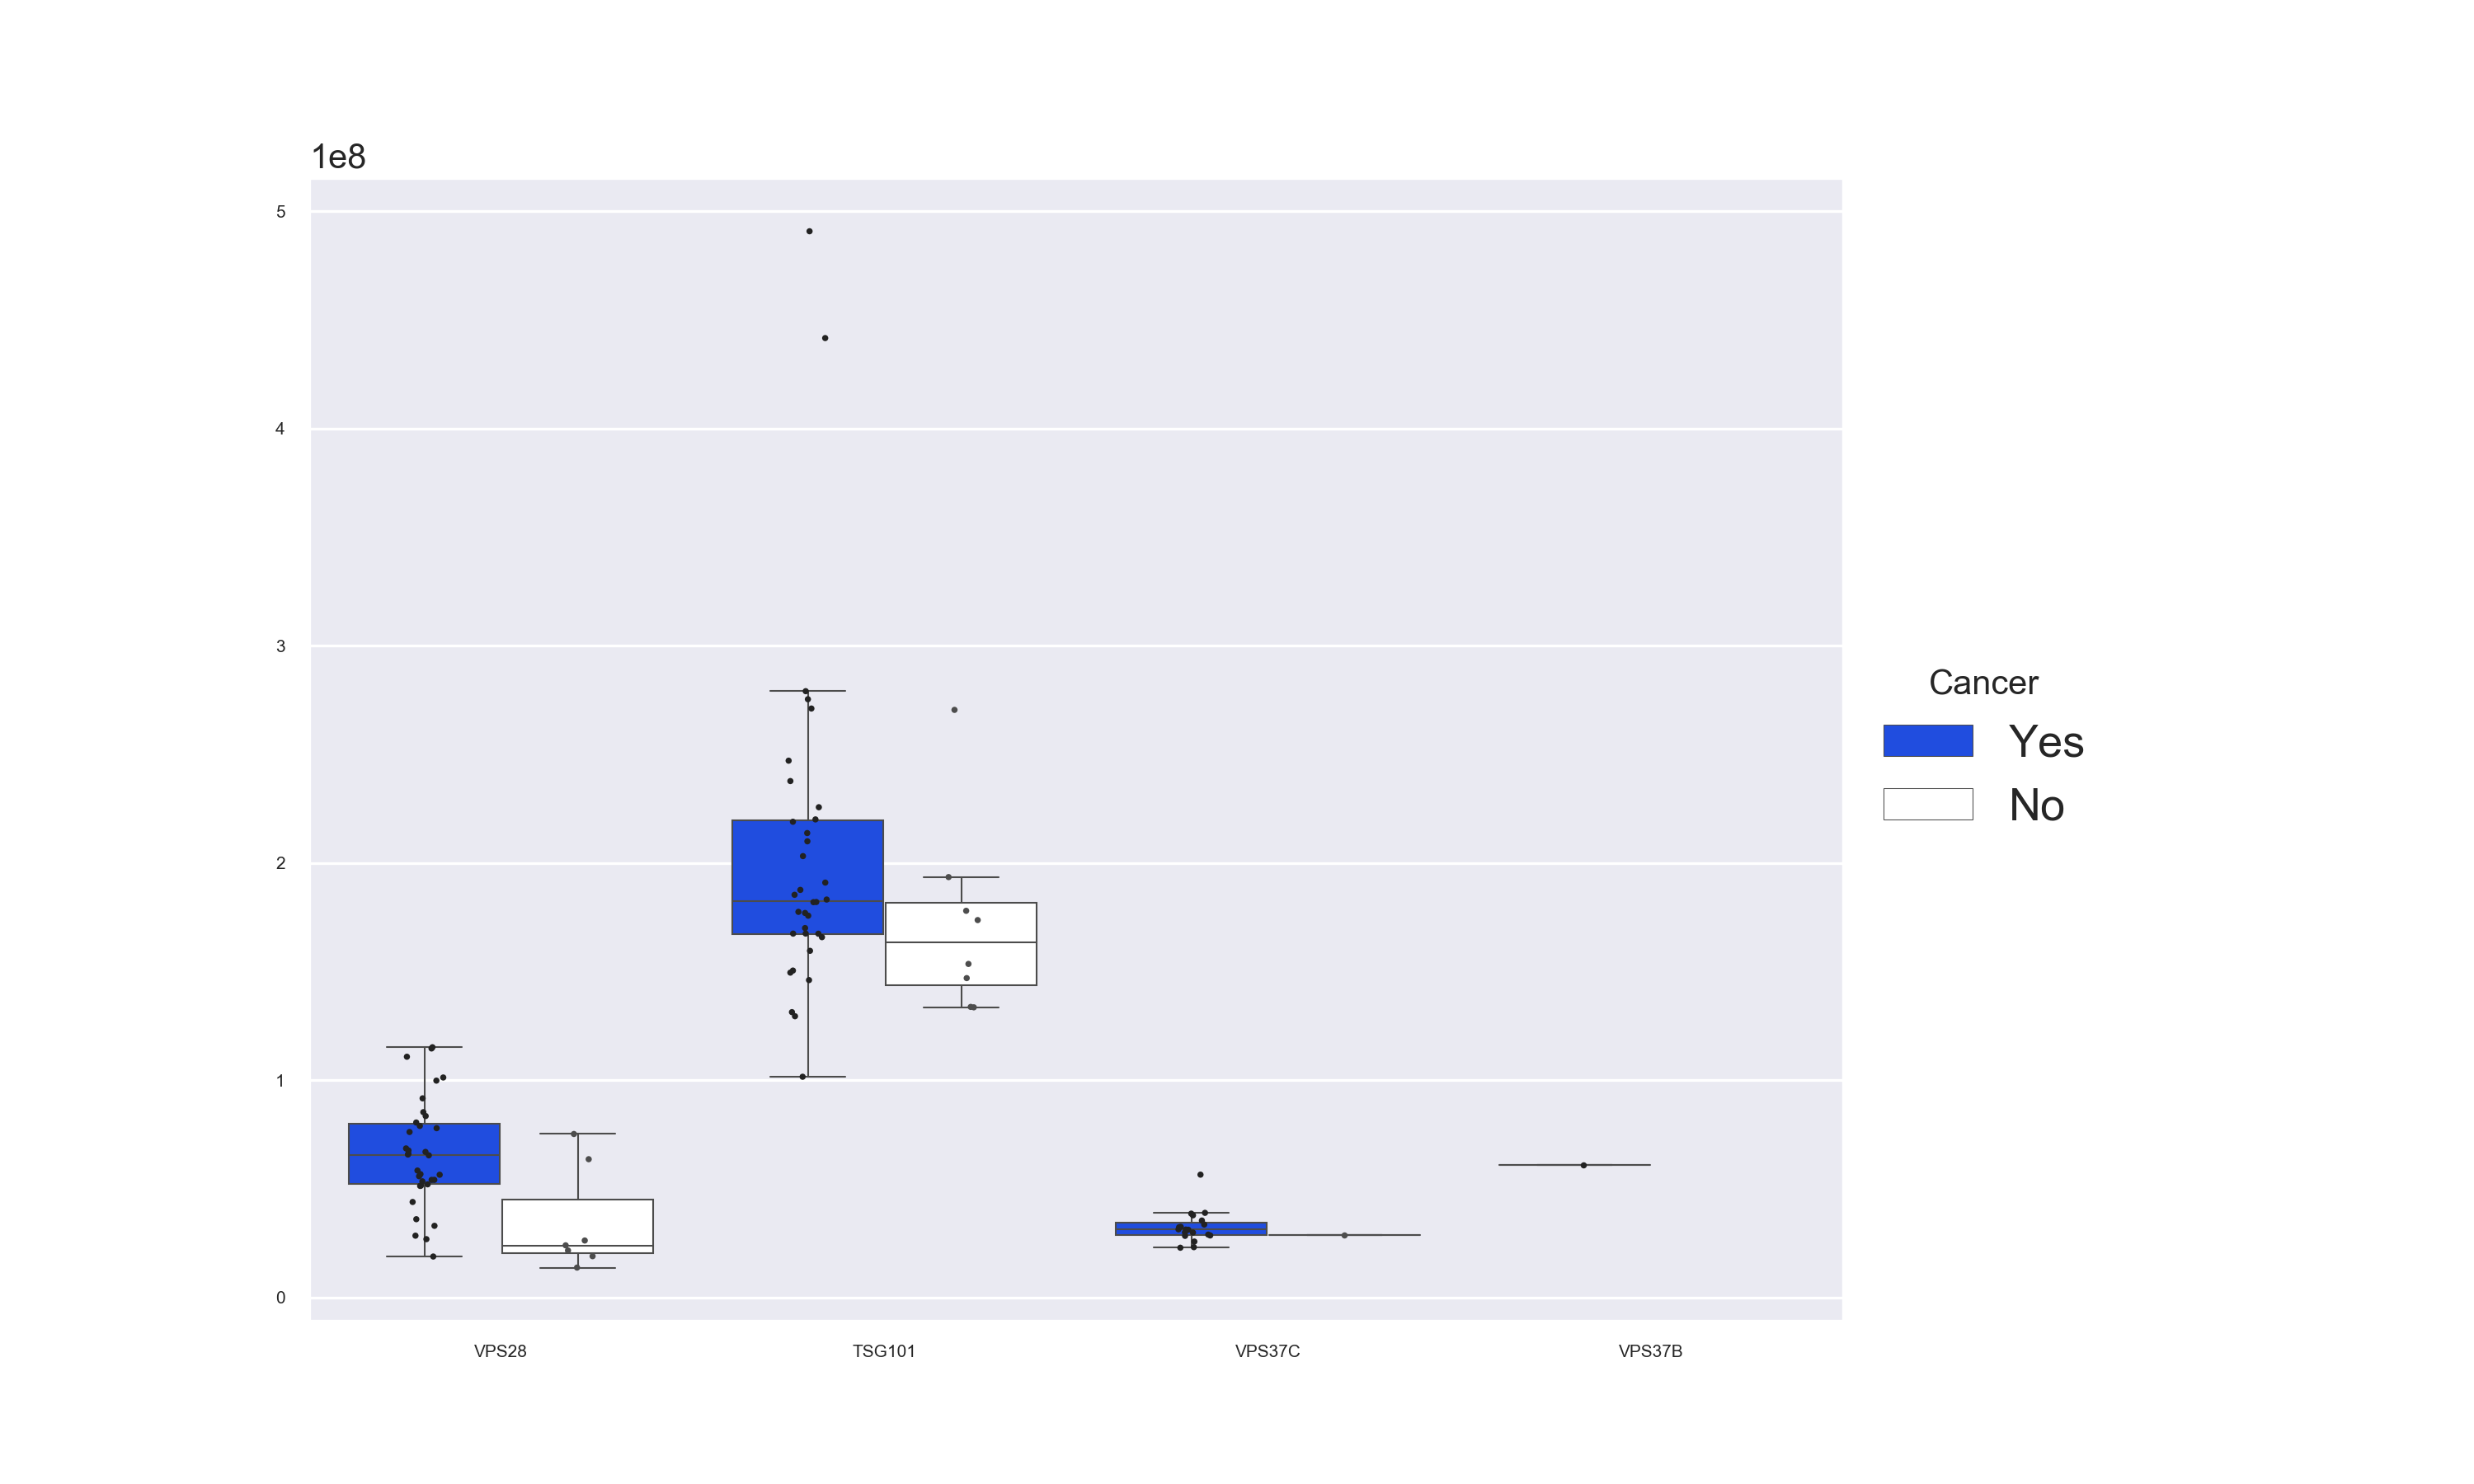 1e8
5
4
3
2
1
0
VPS28
TSG101
VPS37C
VPS37B
Cancer
Yes
No